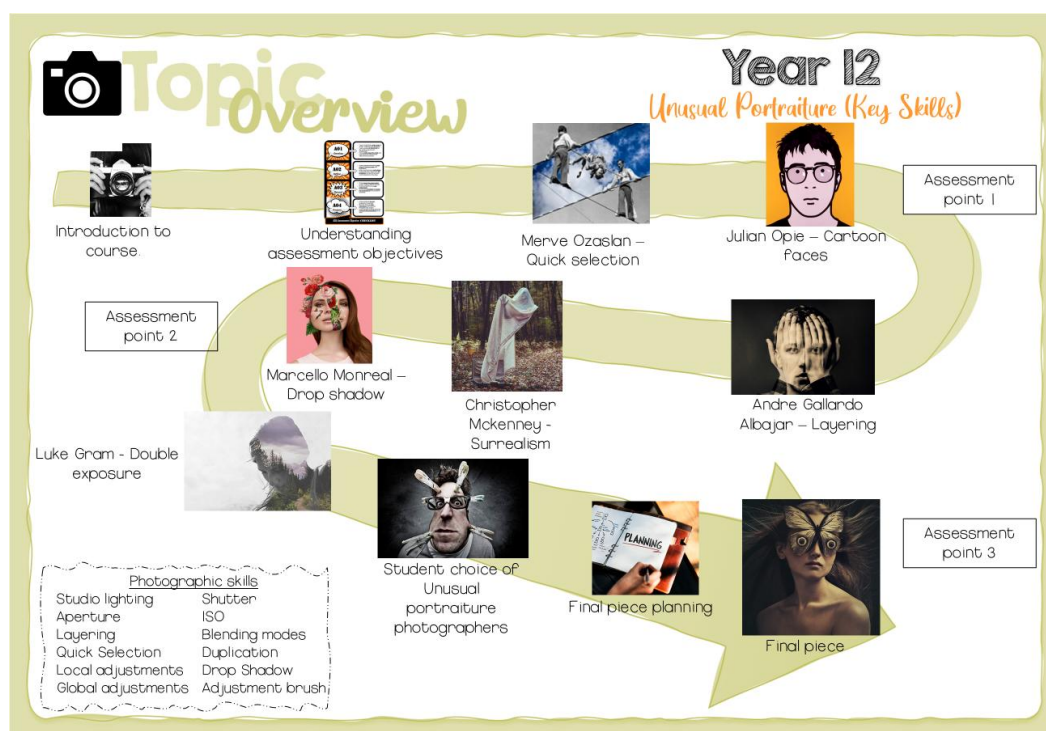 Topic
Overview
Year 12
Unusual Portraiture (Key Skills)
Introduction to
course.
Understanding
assessment objectives
Merve Ozaslan –
Quick selection
Julian Opie – Cartoon
faces
Assessment
point 1
Assessment
point 2
Marcello Monreal –
Drop shadow
Christopher
Mckenney -
Surrealism
Andre Gallardo
Albajar – Layering
Luke Gram - Double
exposure
Student choice of
Unusual
portraiture
photographers
PLANNING
Final piece planning
Final piece
Assessment
point 3
Photographic skills
Studio lighting Shutter
Aperture ISO
Layering Blending modes
Quick Selection Duplication
Local adjustments Drop Shadow
Global adjustments Adjustment brush
AO1
AO2
AO3
AO4